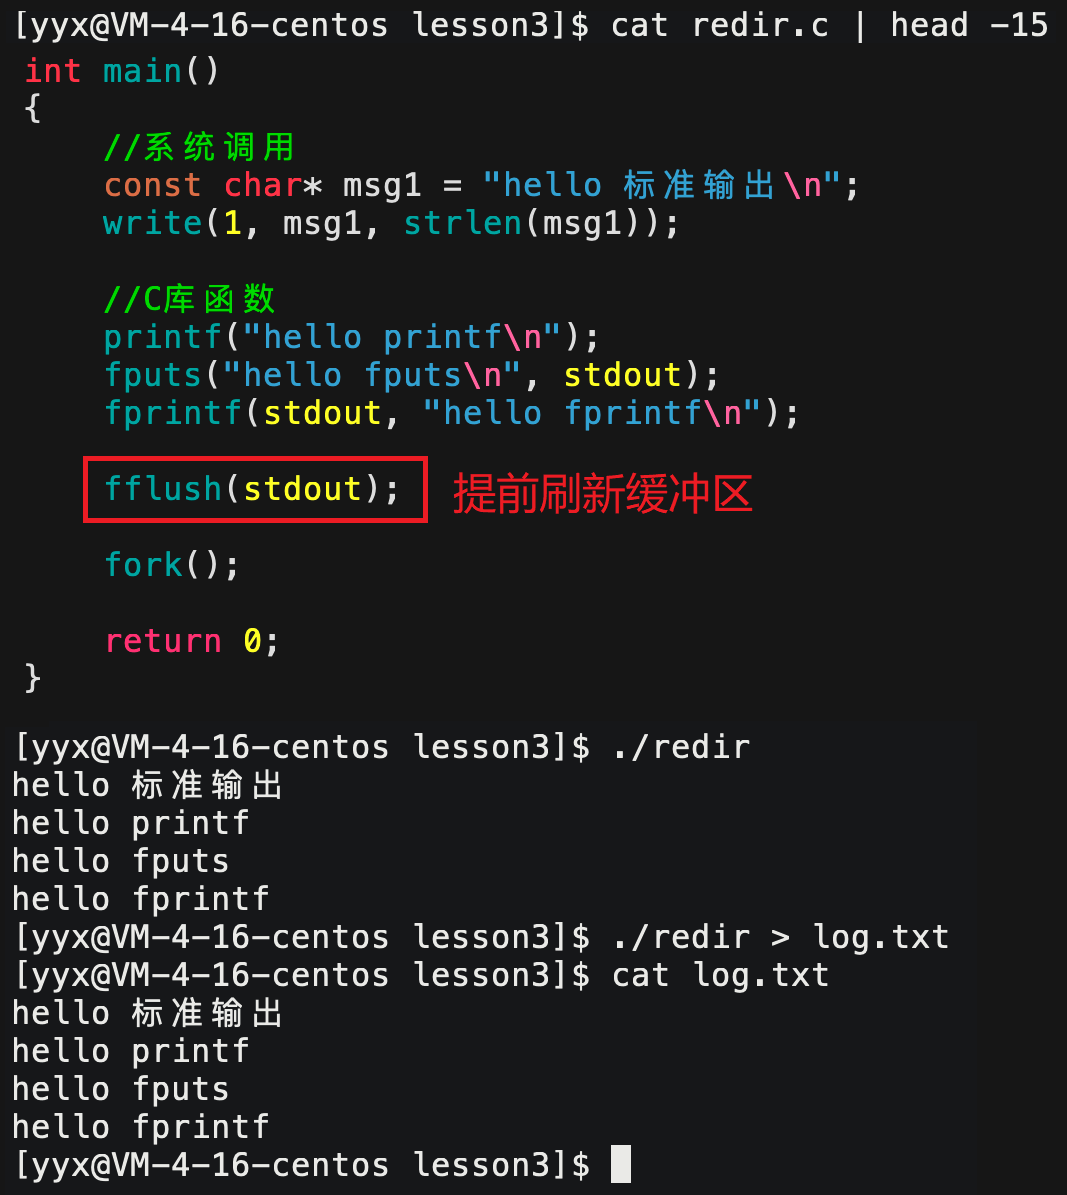 [yyx@VM-4-16-centos lesson3]$ cat redir.c | head -15
int main()
{
    //系统调用
    const char* msg1 = "hello 标准输出\n";
    write(1, msg1, strlen(msg1));
    //C库函数
    printf("hello printf\n");
    fputs("hello fputs\n", stdout);
    fprintf(stdout, "hello fprintf\n");
    fflush(stdout); 提前刷新缓冲区
    fork();
    return 0;
}
[yyx@VM-4-16-centos lesson3]$ ./redir
hello 标准输出
hello printf
hello fputs
hello fprintf
[yyx@VM-4-16-centos lesson3]$ ./redir > log.txt
[yyx@VM-4-16-centos lesson3]$ cat log.txt
hello 标准输出
hello printf
hello fputs
hello fprintf
[yyx@VM-4-16-centos lesson3]$